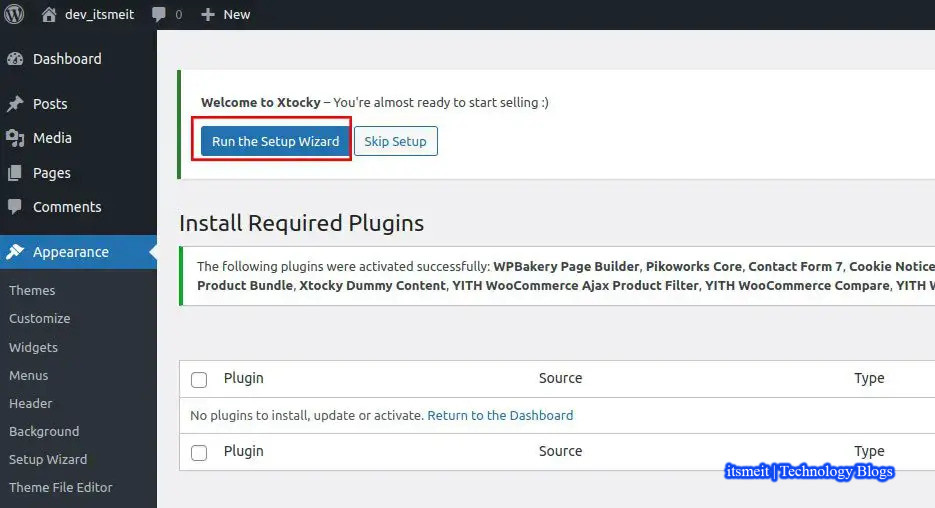 dev_itsmeit 0 New
Dashboard
Posts
Media
Pages
Comments
Appearance
Themes
Customize
Widgets
Menus
Header
Background
Setup Wizard
Theme File Editor
Welcome to Xtocky – You're almost ready to start selling :)
Run the Setup Wizard Skip Setup
Install Required Plugins
The following plugins were activated successfully: WPBakery Page Builder, Pikoworks Core, Contact Form 7, Cookie Notice
Product Bundle, Xtocky Dummy Content, YITH WooCommerce Ajax Product Filter, YITH WooCommerce Compare, YITH W
Plugin Source Type
No plugins to install, update or activate. Return to the Dashboard
Plugin Source Type
itsmeit | Technology Blogs